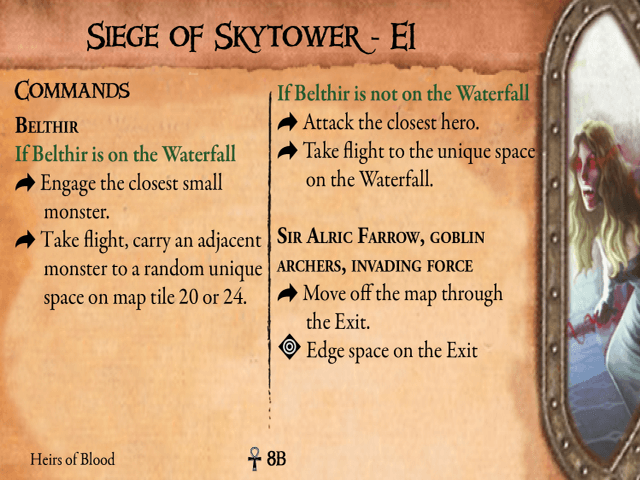 Siege of Skytower - E1
Commands
Belthir
If Belthir is on the Waterfall
Engage the closest small
monster.
Take flight, carry an adjacent
monster to a random unique
space on map tile 20 or 24.
If Belthir is not on the Waterfall
Attack the closest hero.
Take flight to the unique space
on the Waterfall.
Sir Alric Farrow, goblin
archers, invading force
Move off the map through
the Exit.
Edge space on the Exit
Heirs of Blood
8B